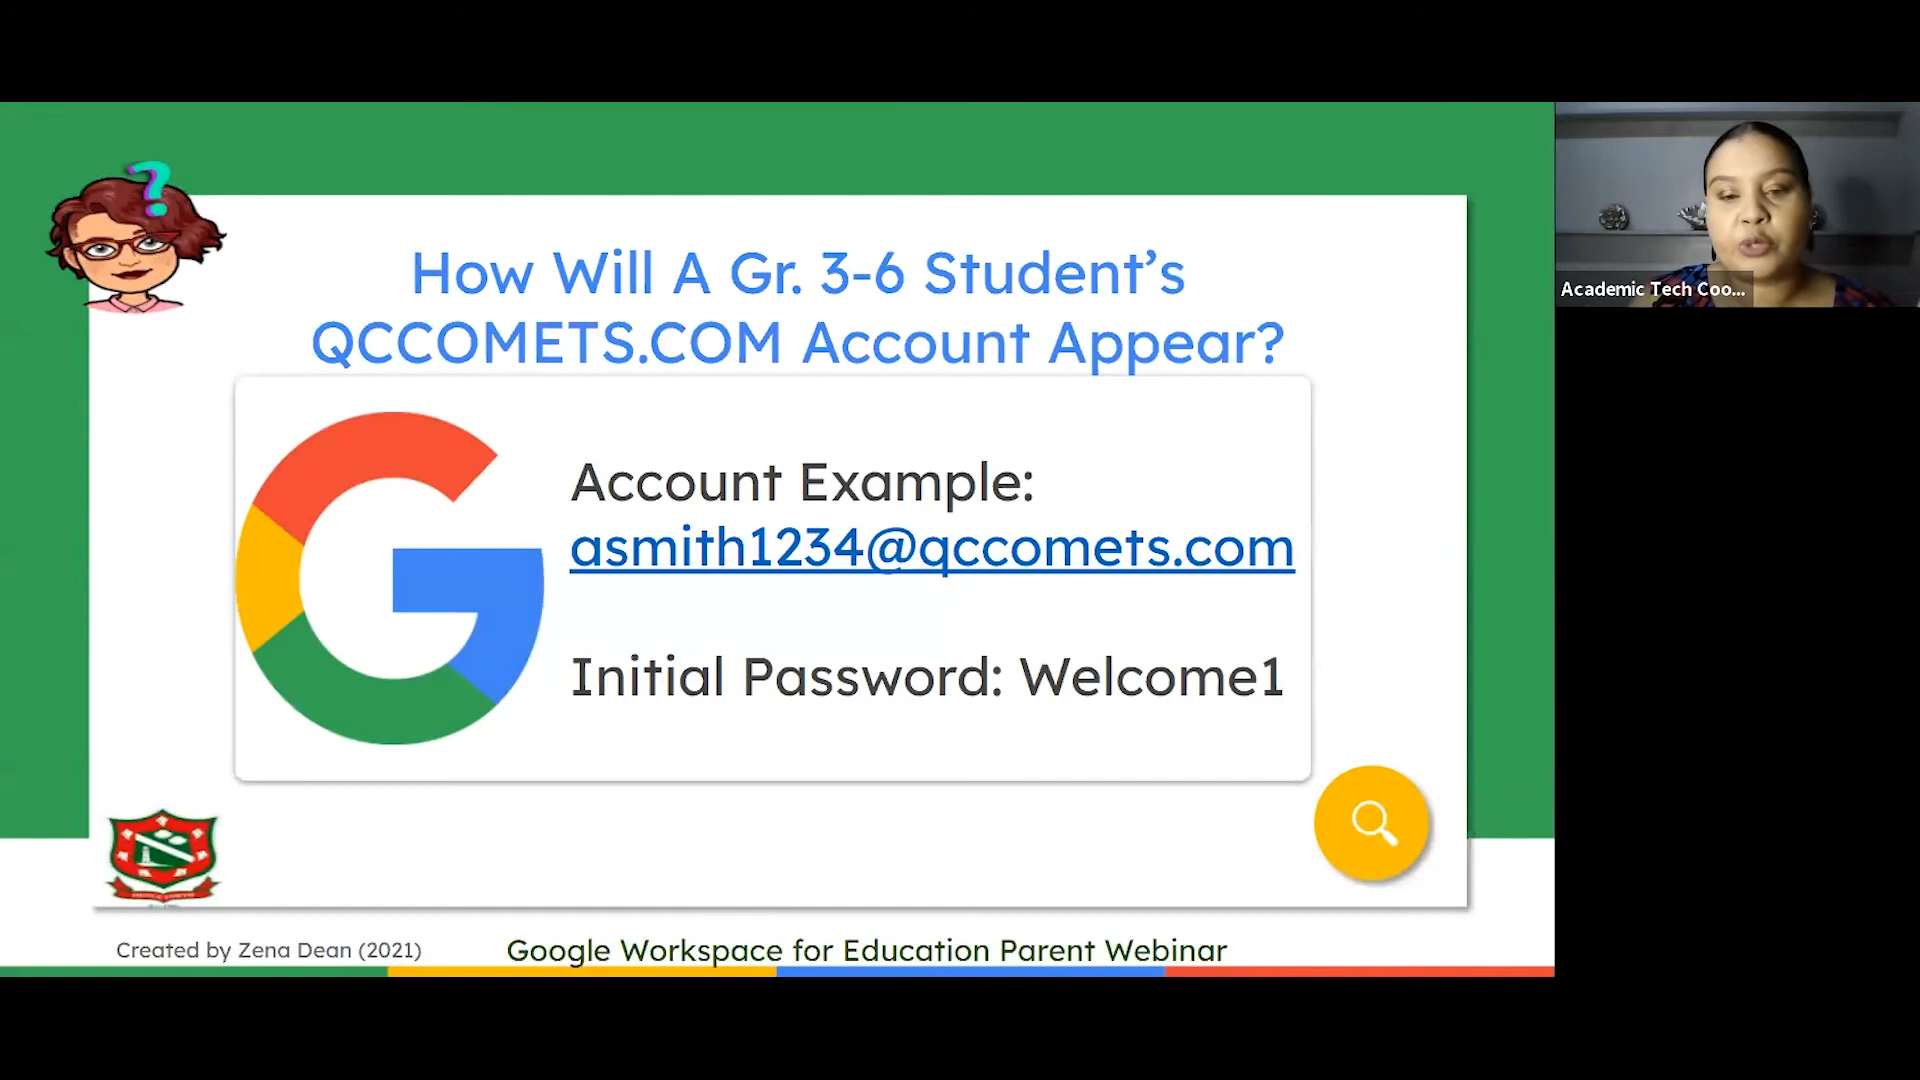 ?
How Will A Gr. 3-6 Student's
QCCOMETS.COM Account Appear?
Account Example:
asmith1234@qccomets.com
Initial Password: Welcome1
Academic Tech Coo...
Created by Zena Dean (2021)
Google Workspace for Education Parent Webinar